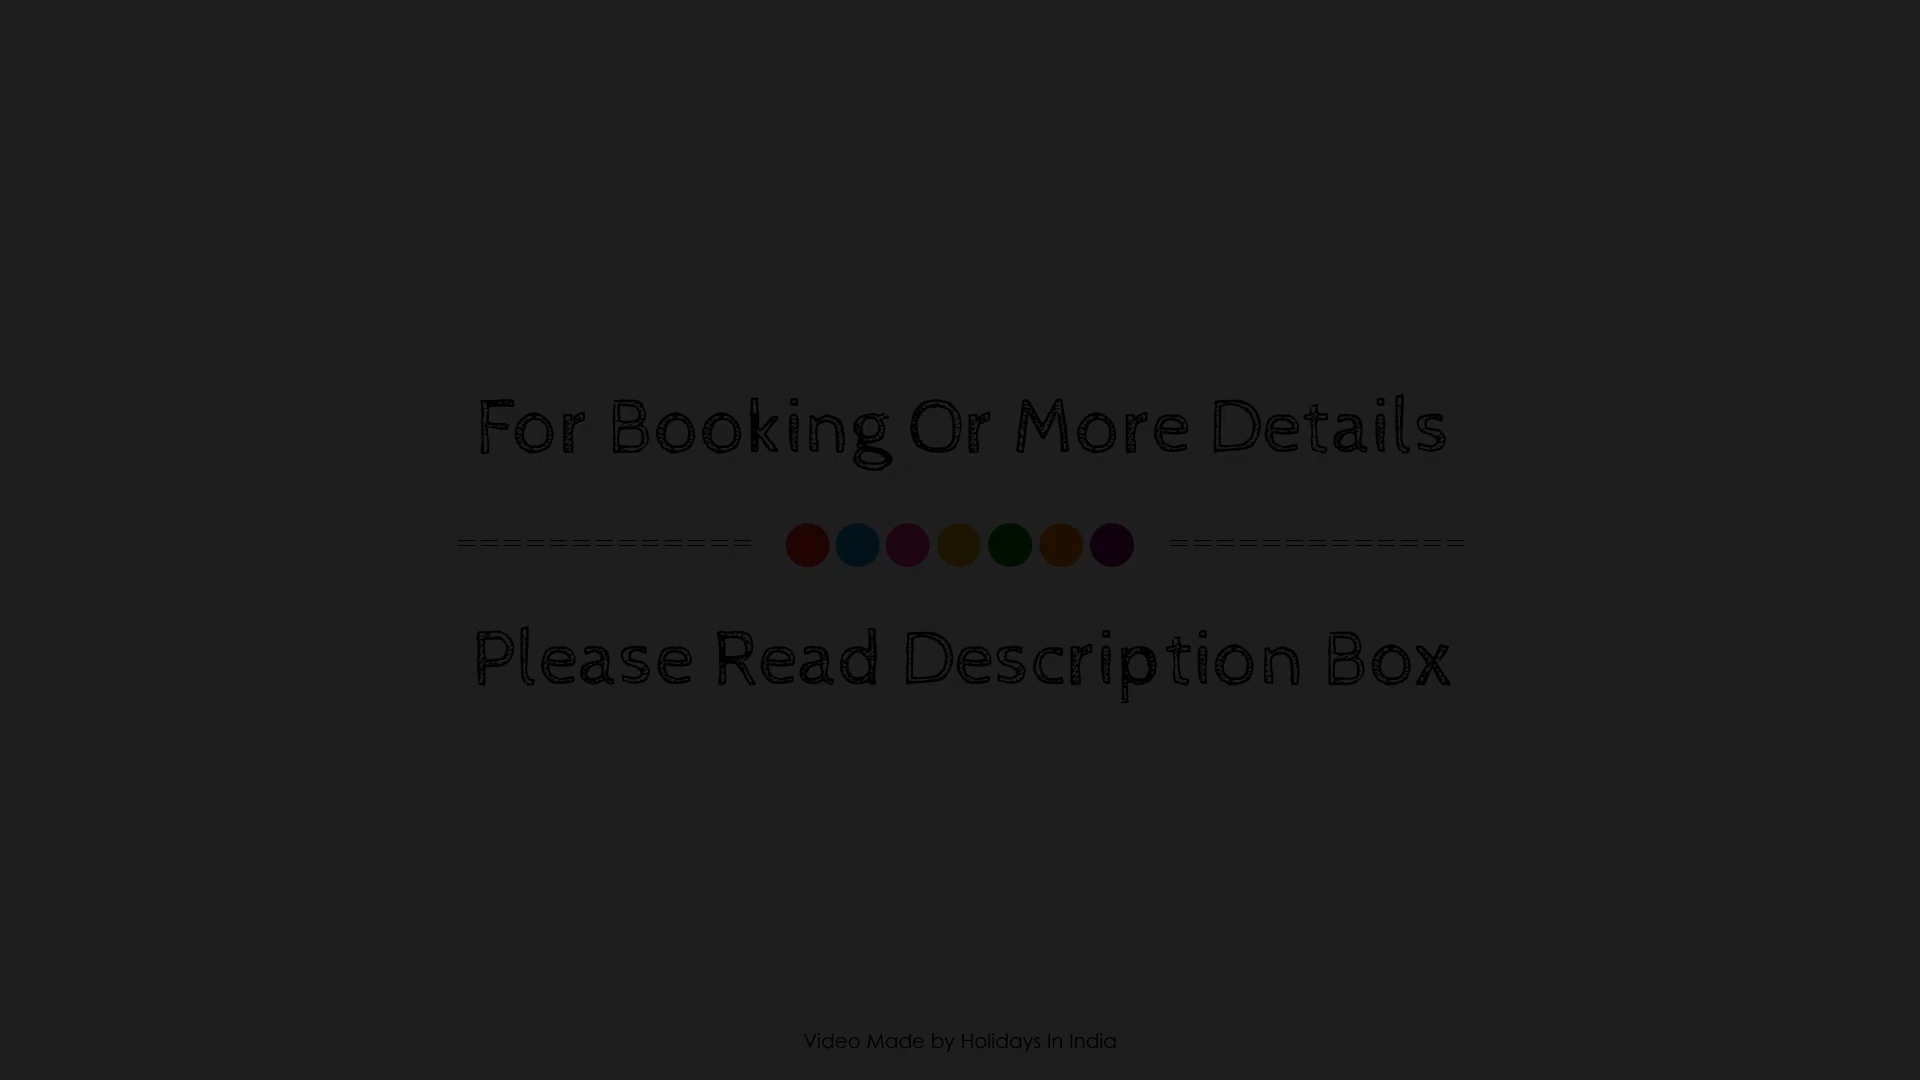 For Booking Or More Details
============= =============
Please Read Description Box
Video Made by Holidays In India